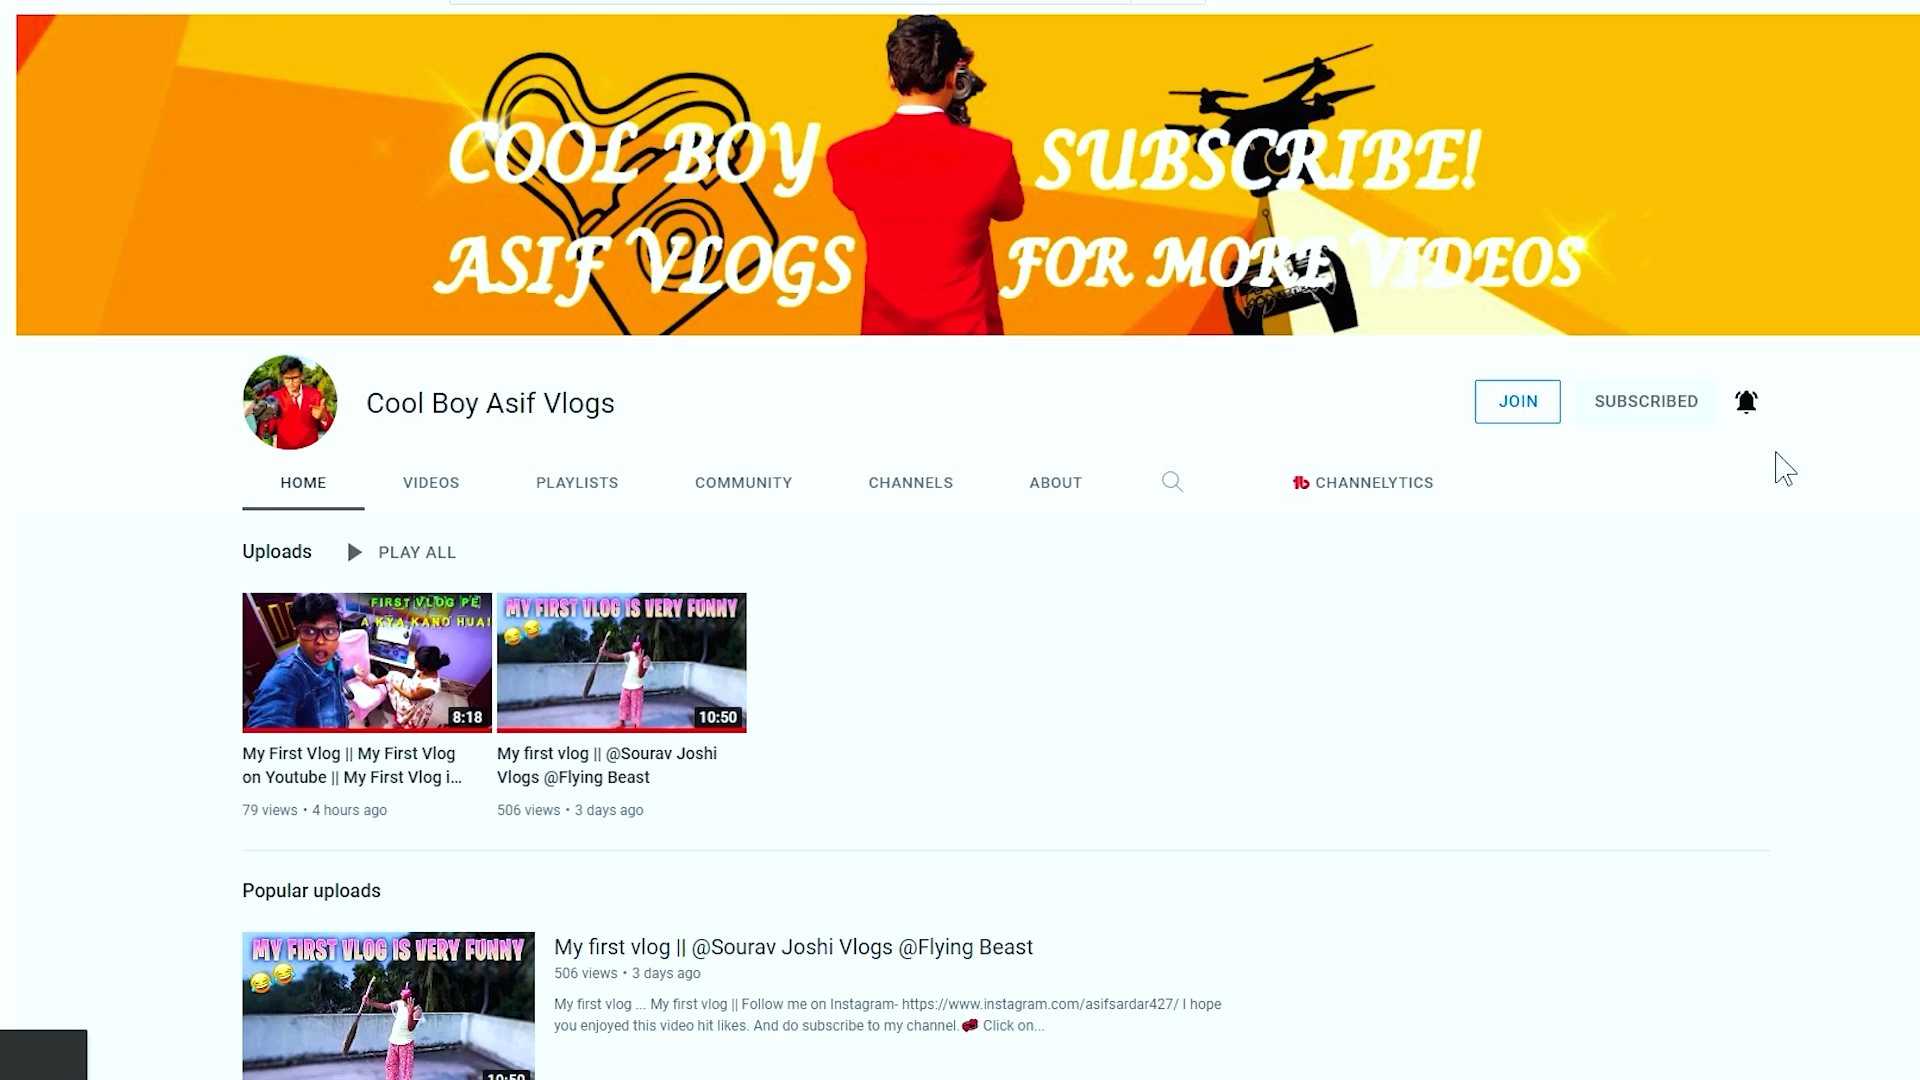 COOL BOY
SUBSCRIBE!
ASIF VLOGS
FOR MORE VIDEOS
Cool Boy Asif Vlogs
JOIN
SUBSCRIBED
HOME
VIDEOS
PLAYLISTS
COMMUNITY
CHANNELS
ABOUT
CHANNELYTICS
Uploads
PLAY ALL
FIRST VLOG PE
A KYA KAND HUA!
8:18
My First Vlog || My First Vlog
on Youtube || My First Vlog i...
79 views • 4 hours ago
MY FIRST VLOG IS VERY FUNNY
10:50
My first vlog || @Sourav Joshi
Vlogs @Flying Beast
506 views • 3 days ago
Popular uploads
MY FIRST VLOG IS VERY FUNNY
10:50
My first vlog || @Sourav Joshi Vlogs @Flying Beast
506 views • 3 days ago
My first vlog ... My first vlog || Follow me on Instagram- https://www.instagram.com/asifsardar427/ I hope
you enjoyed this video hit likes. And do subscribe to my channel. Click on...